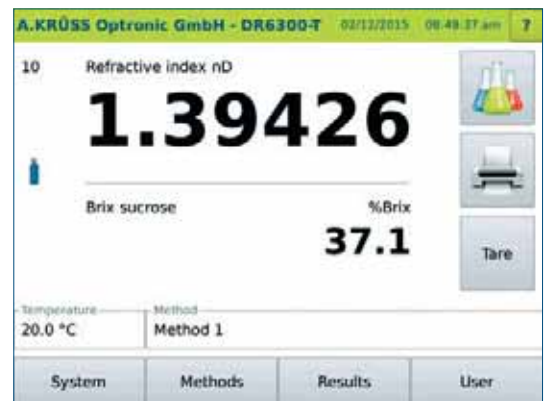 A.KRÜSS Optronic GmbH - DR6300-T 02/12/2015 08:49:37 am ?
10 Refractive index nD
1.39426
Brix sucrose %Brix
37.1
Tare
Temperature Method
20.0 °C Method 1
System Methods Results User